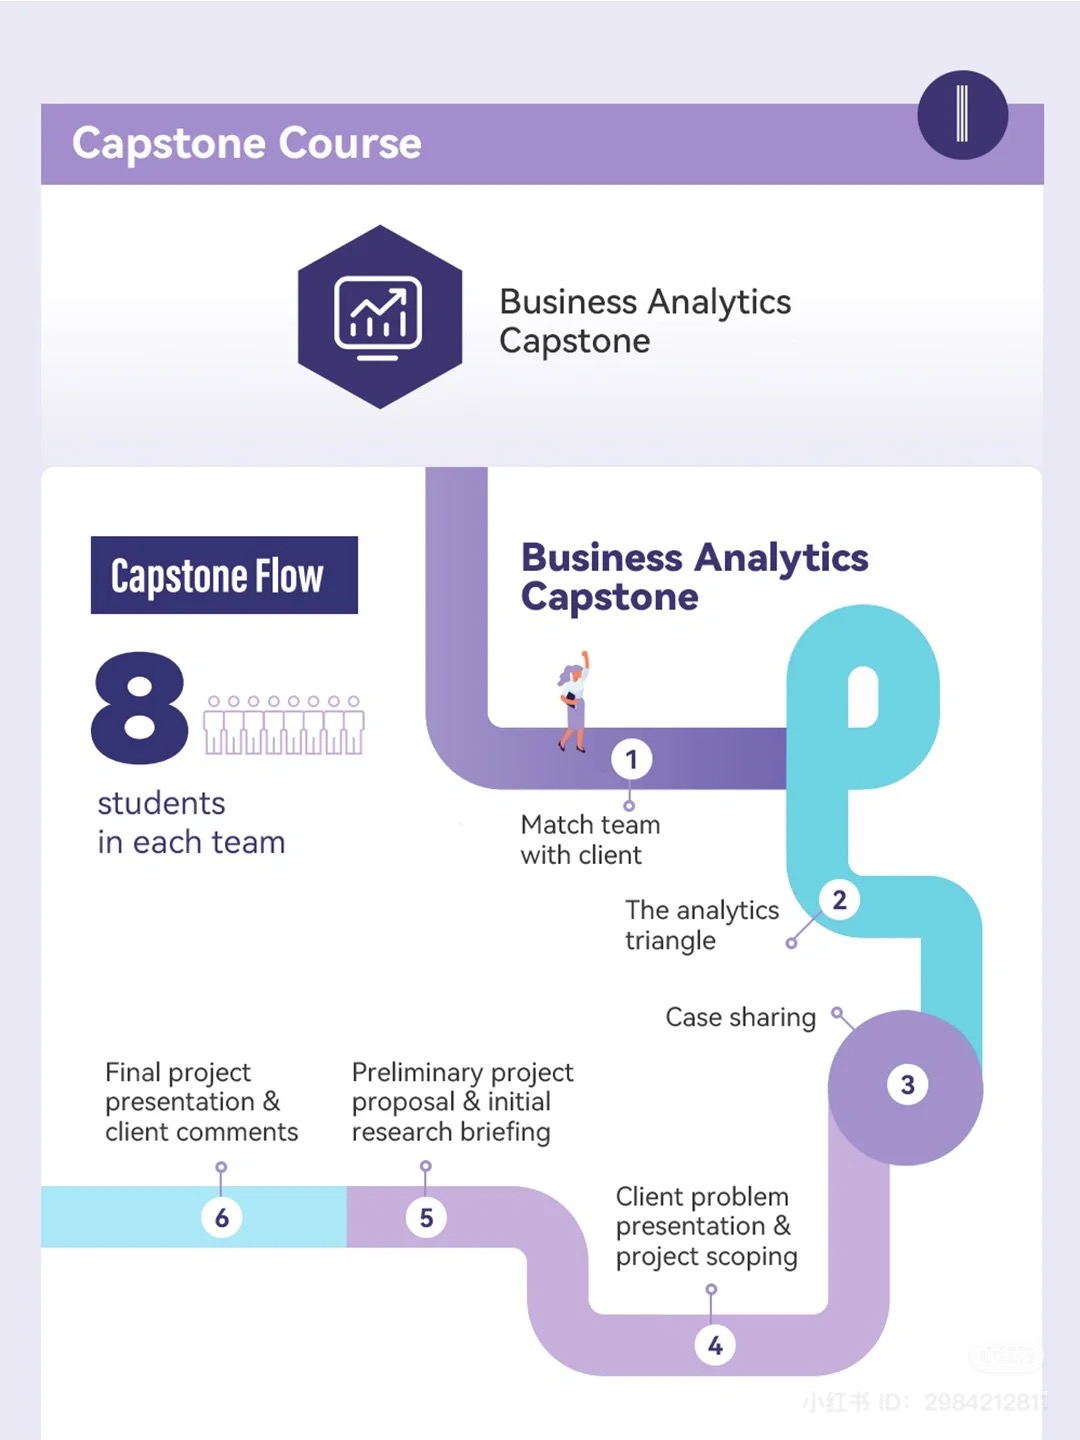 Capstone Course
Business Analytics
Capstone
Capstone Flow
8
students
in each team
Business Analytics
Capstone
1
Match team
with client
2
The analytics
triangle
3
Case sharing
4
Client problem
presentation &
project scoping
5
Preliminary project
proposal & initial
research briefing
6
Final project
presentation &
client comments
小红书 ID: 2984212811